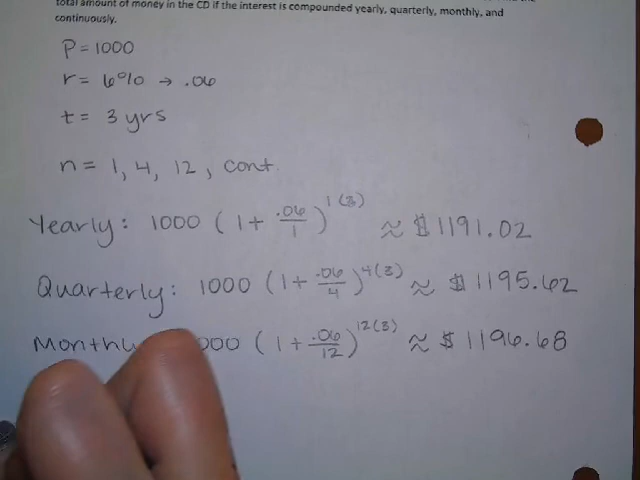 total amount of money in the CD if the interest is compounded yearly, quarterly, monthly, and
continuously.
P = 1000
r = 6% → .06
t = 3 yrs
n = 1, 4, 12, cont.
Yearly: 1000 (1 + .06/1)^1(3) ≈ $1191.02
Quarterly: 1000 (1 + .06/4)^4(3) ≈ $1195.62
Month 000 (1 + .06/12)^12(3) ≈ $1196.68